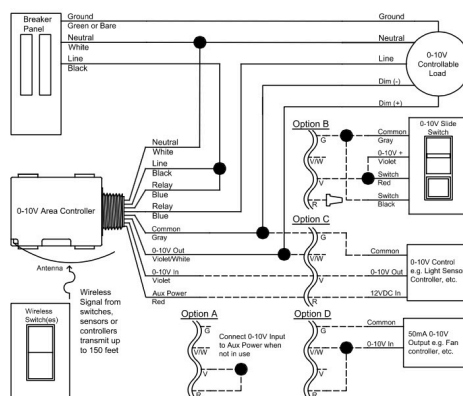 Breaker
Panel
Ground
Green or Bare
Neutral
White
Line
Black
Ground
Neutral
Line
Dim (-)
Dim (+)
0-10V
Controllable
Load
Neutral
White
Line
Black
Relay
Blue
Relay
Blue
Common
Gray
0-10V Out
Violet/White
0-10V In
Violet
Aux Power
Red
0-10V Area Controller
Antenna
Wireless
Signal from
switches,
sensors or
controllers
transmit up
to 150 feet
Wireless
Switch(es)
Option B
G
V/W
V
R
Common
Gray
0-10V +
Violet
Switch
Red
Switch
Black
0-10V Slide
Switch
Option C
G
V/W
V
R
Common
0-10V Out
12VDC In
0-10V Control
e.g. Light Sensor
Controller, etc.
Option A
G
V/W
V
R
Connect 0-10V Input
to Aux Power when
not in use
Option D
G
V/W
V
R
Common
0-10V In
50mA 0-10V
Output e.g. Fan
controller, etc.